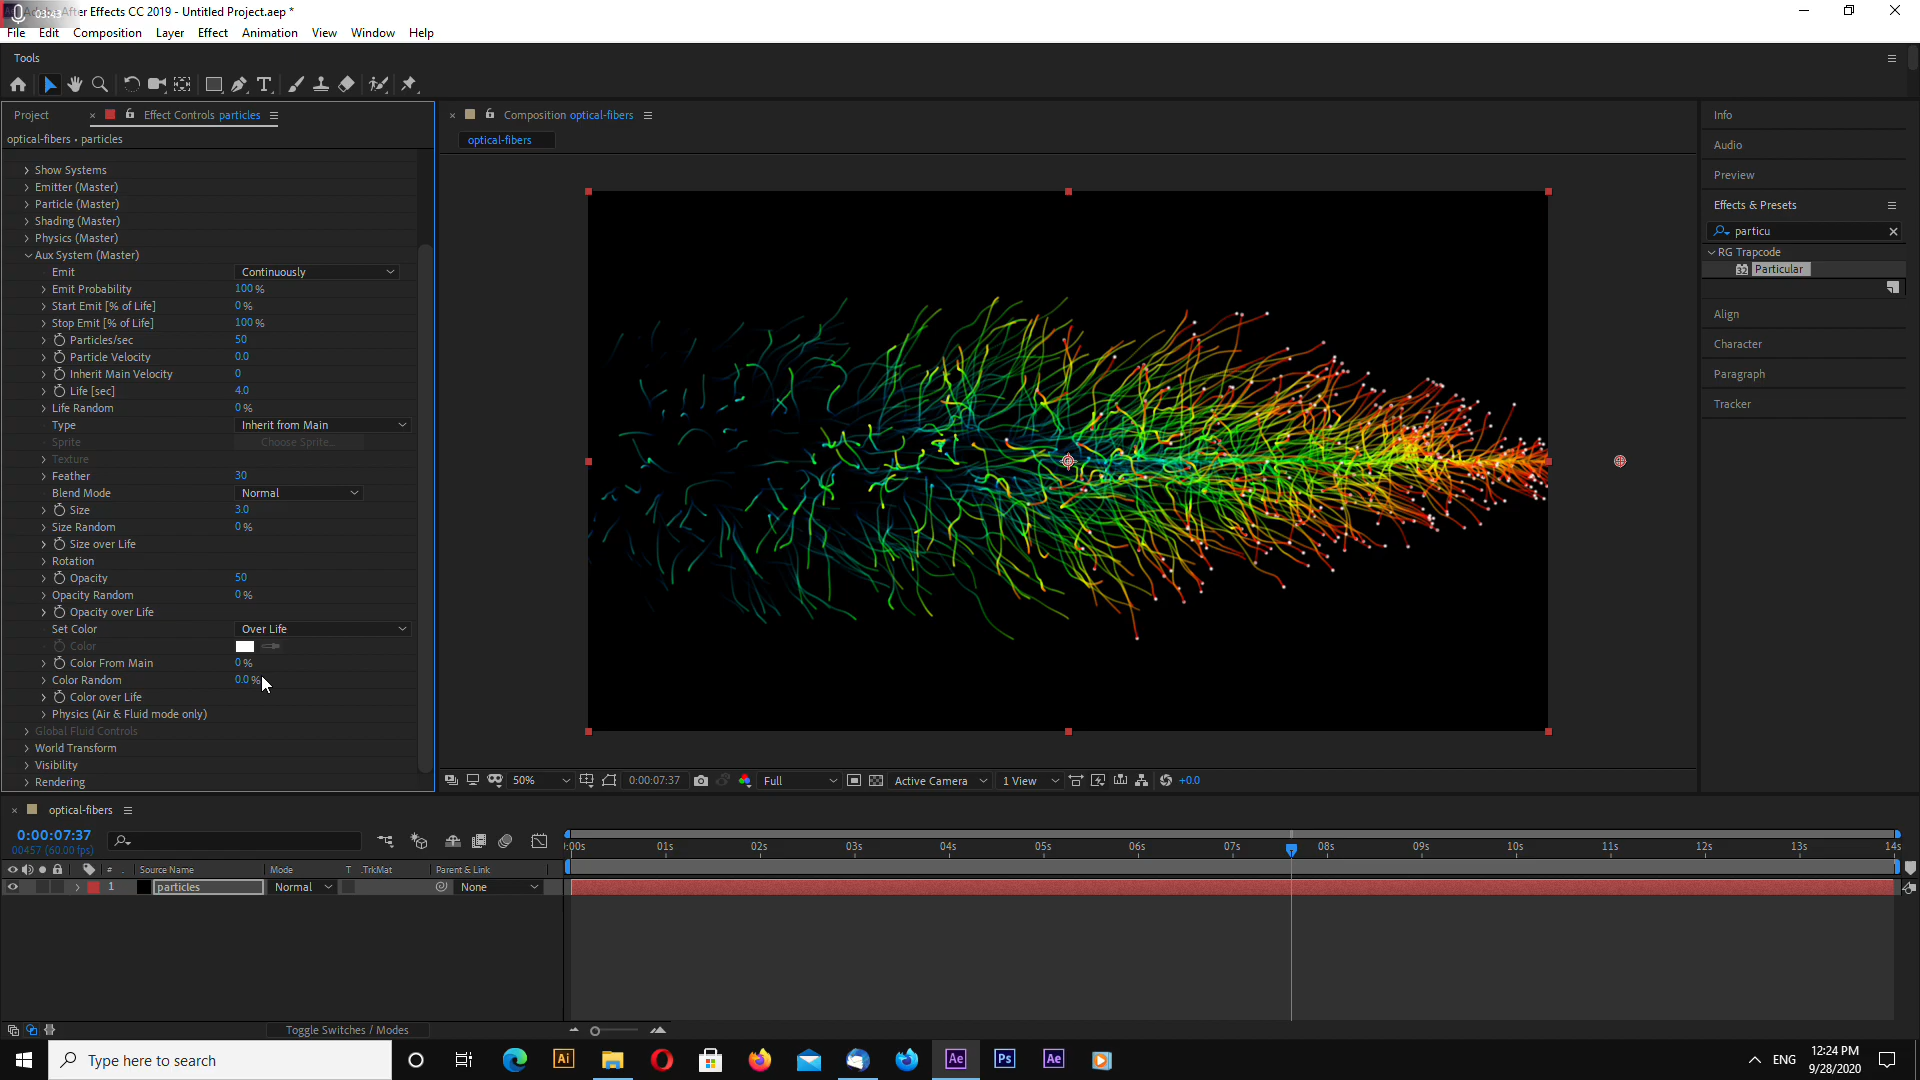 03:43
After Effects CC 2019 - Untitled Project.aep *
File Edit Composition Layer Effect Animation View Window Help
Tools
Project
Effect Controls particles
optical-fibers • particles
Show Systems
Emitter (Master)
Particle (Master)
Shading (Master)
Physics (Master)
Aux System (Master)
Emit Continuously
Emit Probability 100 %
Start Emit [% of Life] 0 %
Stop Emit [% of Life] 100 %
Particles/sec 50
Particle Velocity 0.0
Inherit Main Velocity 0
Life [sec] 4.0
Life Random 0 %
Type Inherit from Main
Sprite Choose Sprite...
Texture
Feather 30
Blend Mode Normal
Size 3.0
Size Random 0 %
Size over Life
Rotation
Opacity 50
Opacity Random 0 %
Opacity over Life
Set Color Over Life
Color
Color From Main 0 %
Color Random 0.0 %
Color over Life
Physics (Air & Fluid mode only)
Global Fluid Controls
World Transform
Visibility
Rendering
Composition optical-fibers
optical-fibers
50% 0:00:07:37 Full Active Camera 1 View +0.0
Info
Audio
Preview
Effects & Presets
particu
RG Trapcode
32 Particular
Align
Character
Paragraph
Tracker
optical-fibers
0:00:07:37
00457 (60.00 fps)
:00s 01s 02s 03s 04s 05s 06s 07s 08s 09s 10s 11s 12s 13s 14s
# . Source Name Mode T .TrkMat Parent & Link
1 particles Normal None
Toggle Switches / Modes
Type here to search
Ai Ae Ps Ae
ENG
12:24 PM
9/28/2020